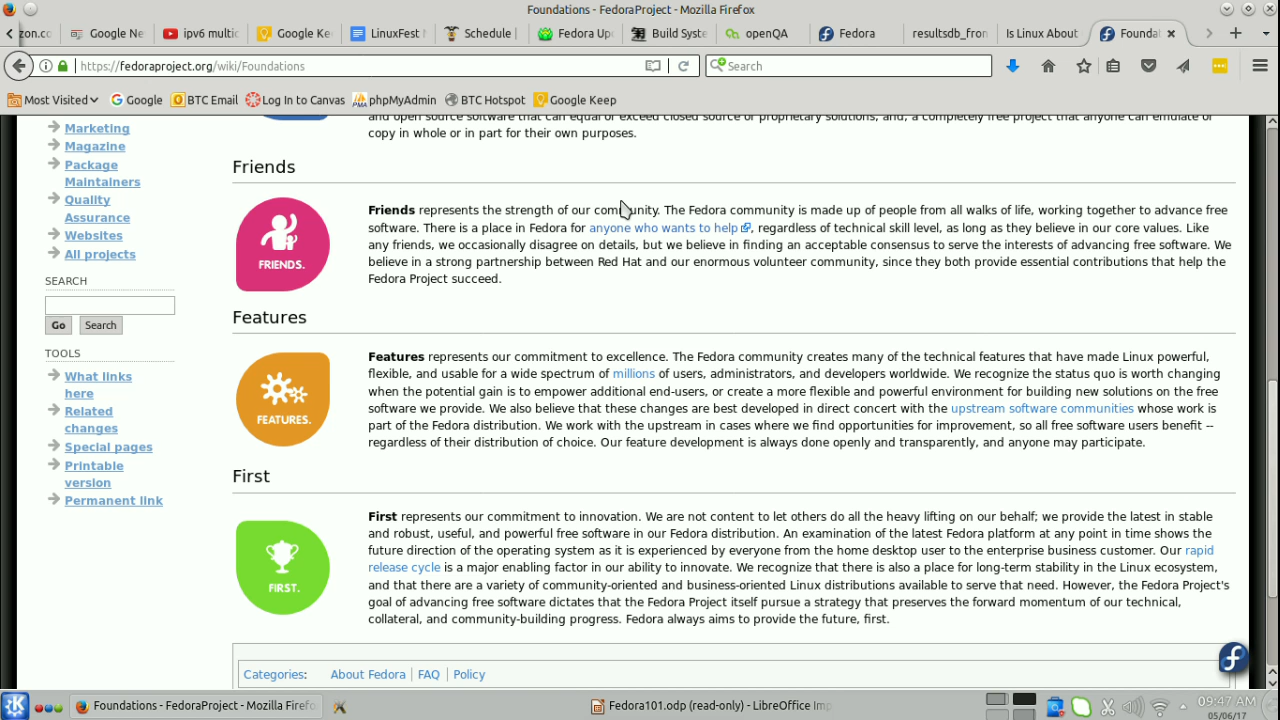 Foundations - FedoraProject - Mozilla Firefox
zon.co
Google Ne
ipv6 multic
Google Ke
LinuxFest
Schedule |
Fedora Up
Build Syste
openQA
Fedora
resultsdb_fron
Is Linux About
Founda
https://fedoraproject.org/wiki/Foundations
Search
Most Visited
Google
BTC Email
Log In to Canvas
phpMyAdmin
BTC Hotspot
Google Keep
Marketing
Magazine
Package
Maintainers
Quality
Assurance
Websites
All projects
SEARCH
Go
Search
TOOLS
What links
here
Related
changes
Special pages
Printable
version
Permanent link
and open source software that can equal or exceed closed source or proprietary solutions, and, a completely free project that anyone can emulate or
copy in whole or in part for their own purposes.
Friends
FRIENDS.
Friends represents the strength of our community. The Fedora community is made up of people from all walks of life, working together to advance free
software. There is a place in Fedora for anyone who wants to help, regardless of technical skill level, as long as they believe in our core values. Like
any friends, we occasionally disagree on details, but we believe in finding an acceptable consensus to serve the interests of advancing free software. We
believe in a strong partnership between Red Hat and our enormous volunteer community, since they both provide essential contributions that help the
Fedora Project succeed.
Features
FEATURES.
Features represents our commitment to excellence. The Fedora community creates many of the technical features that have made Linux powerful,
flexible, and usable for a wide spectrum of millions of users, administrators, and developers worldwide. We recognize the status quo is worth changing
when the potential gain is to empower additional end-users, or create a more flexible and powerful environment for building new solutions on the free
software we provide. We also believe that these changes are best developed in direct concert with the upstream software communities whose work is
part of the Fedora distribution. We work with the upstream in cases where we find opportunities for improvement, so all free software users benefit --
regardless of their distribution of choice. Our feature development is always done openly and transparently, and anyone may participate.
First
FIRST.
First represents our commitment to innovation. We are not content to let others do all the heavy lifting on our behalf; we provide the latest in stable
and robust, useful, and powerful free software in our Fedora distribution. An examination of the latest Fedora platform at any point in time shows the
future direction of the operating system as it is experienced by everyone from the home desktop user to the enterprise business customer. Our rapid
release cycle is a major enabling factor in our ability to innovate. We recognize that there is also a place for long-term stability in the Linux ecosystem,
and that there are a variety of community-oriented and business-oriented Linux distributions available to serve that need. However, the Fedora Project's
goal of advancing free software dictates that the Fedora Project itself pursue a strategy that preserves the forward momentum of our technical,
collateral, and community-building progress. Fedora always aims to provide the future, first.
Categories: About Fedora | FAQ | Policy
Foundations - FedoraProject - Mozilla Firefo
Fedora101.odp (read-only) - LibreOffice Imp
09:47 AM
05/06/17